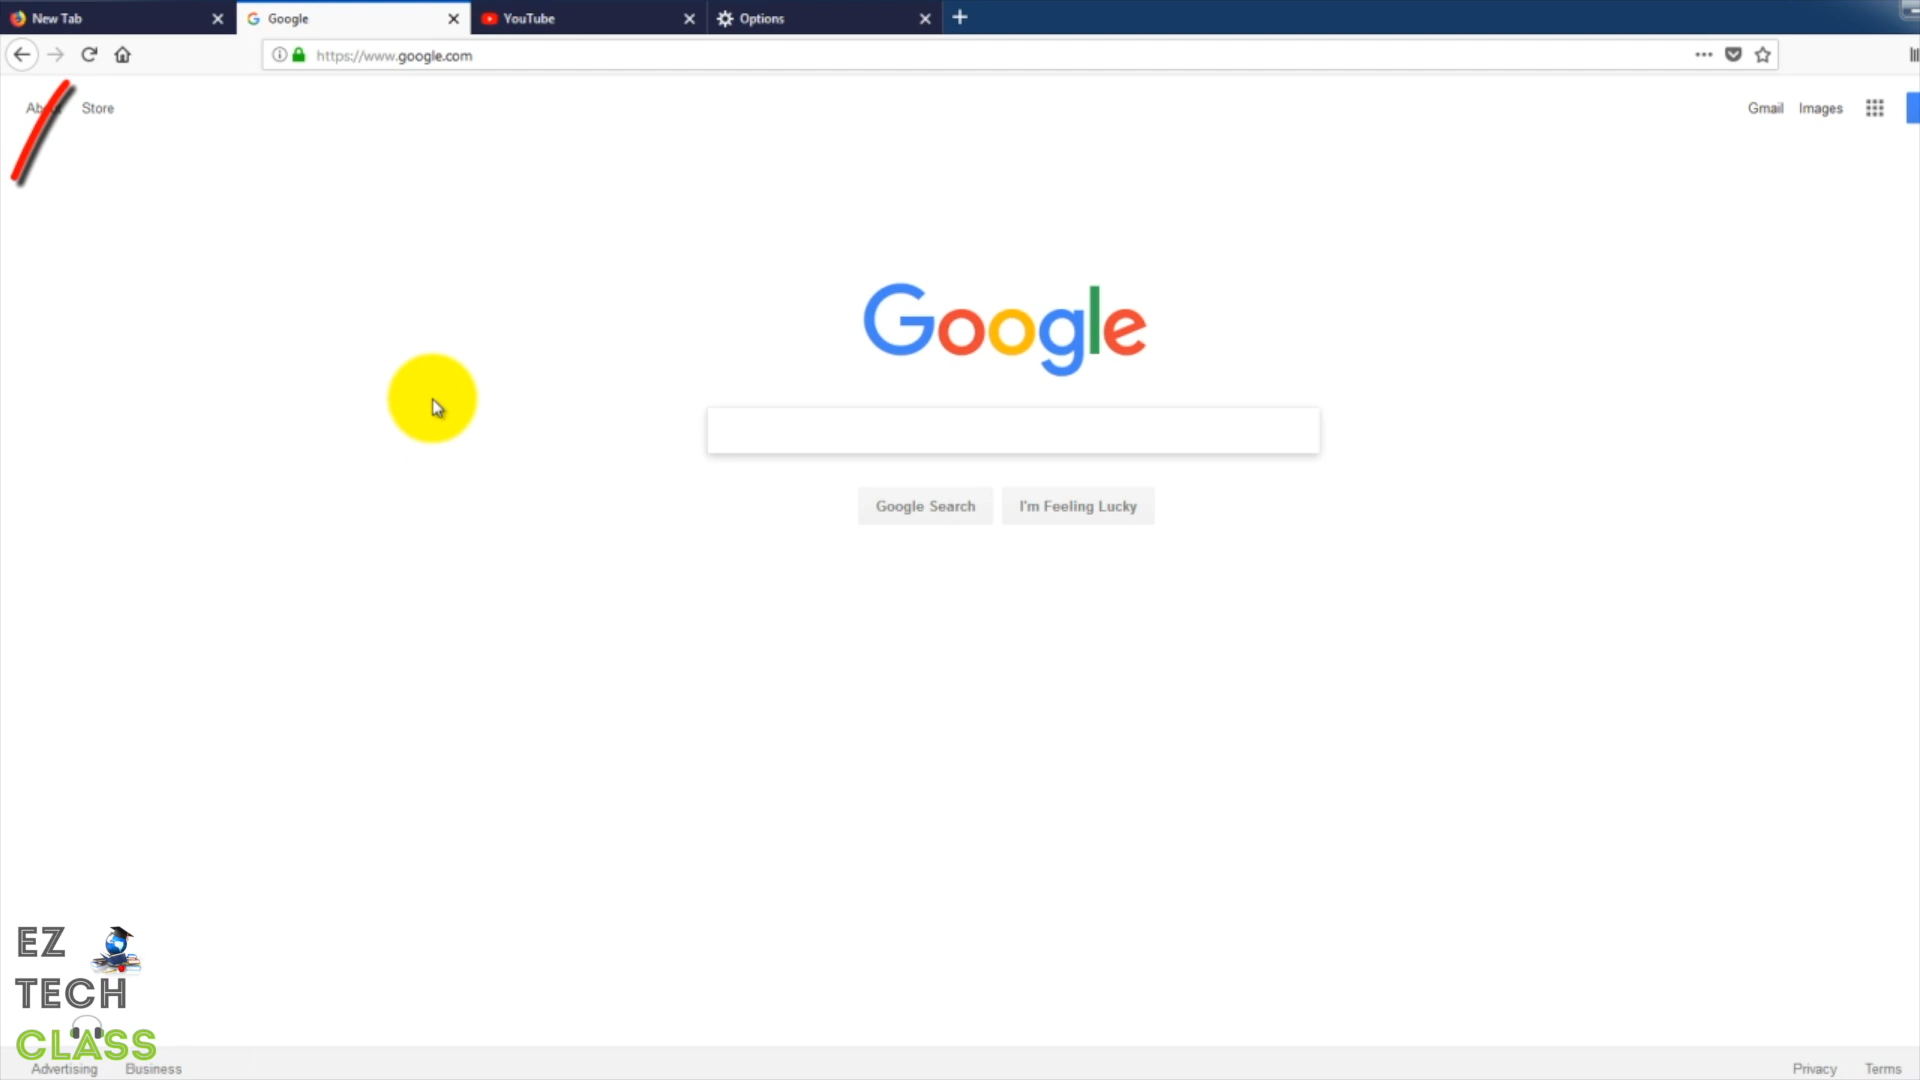 New Tab
Google
YouTube
Options
https://www.google.com
Store
Gmail
Images
Google
Google Search
I'm Feeling Lucky
EZ
TECH
CLASS
Advertising
Business
Privacy
Terms